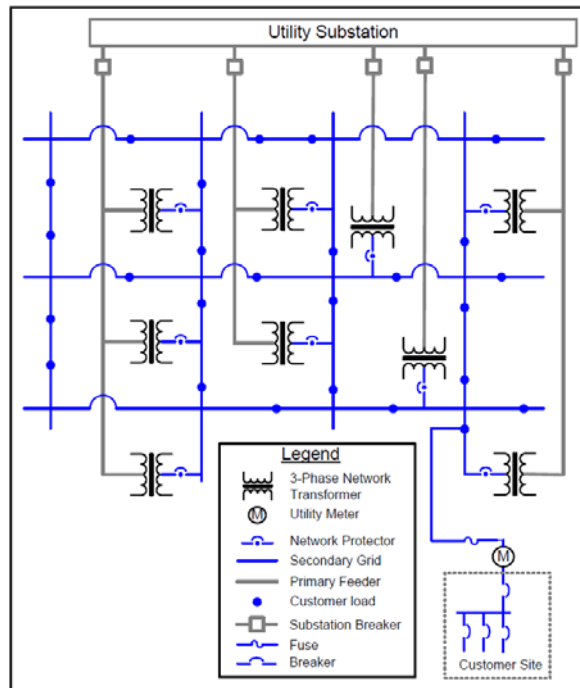 Utility Substation
Legend
3-Phase Network
Transformer
M
Utility Meter
Network Protector
Secondary Grid
Primary Feeder
Customer load
Substation Breaker
Fuse
Breaker
M
Customer Site